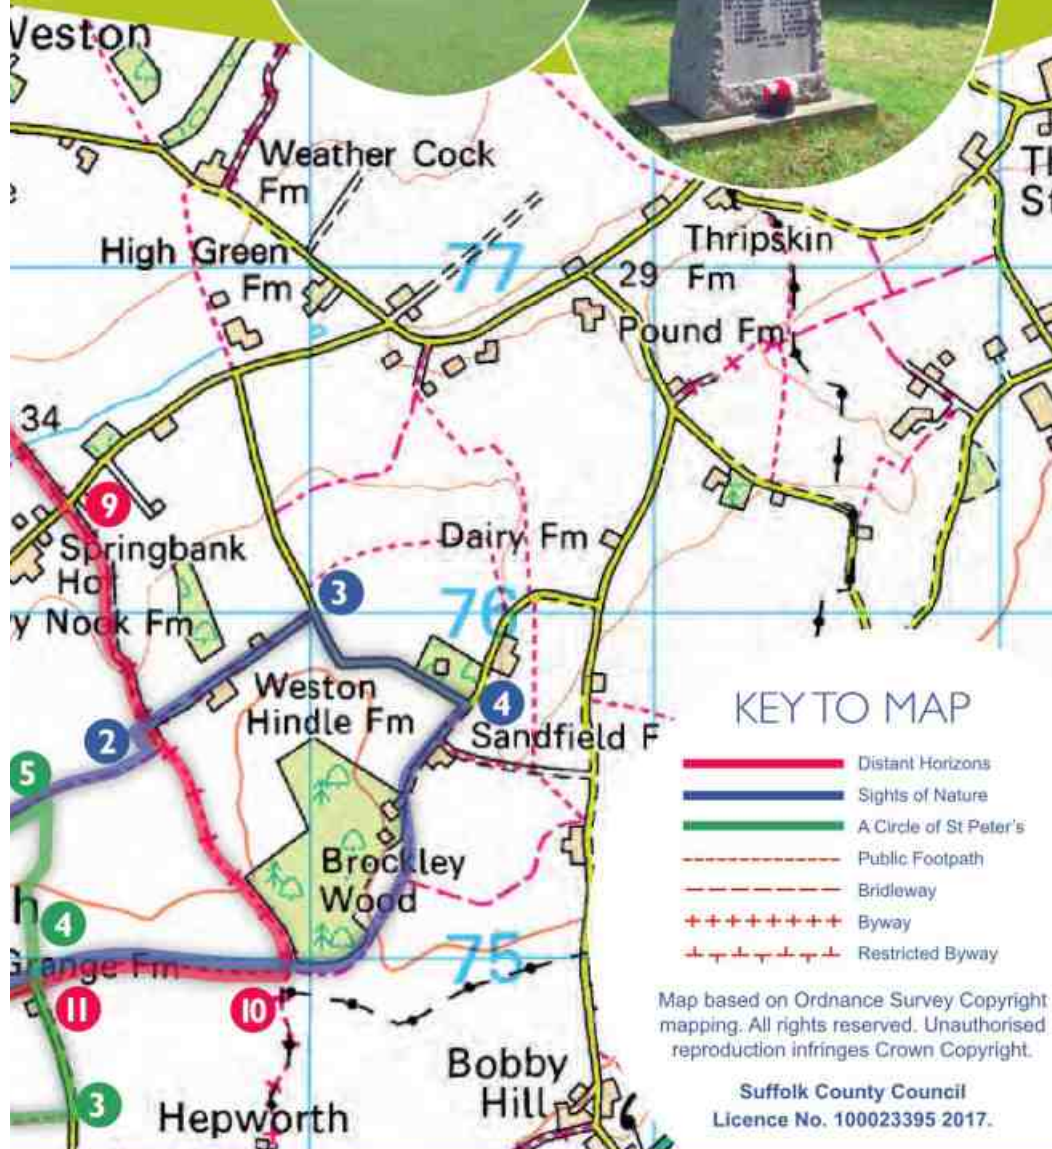 Weston
Weather Cock
Fm
High Green
Fm
77
Thripskin
Fm
29
Pound Fm
34
9
Springbank
Dairy Fm
3
76
y Nook Fm
Weston
Hindle Fm
4
2
Sandfield F
5
Brockley
Wood
h
4
Grange Fm
75
11
10
3
Bobby
Hill
Hepworth
KEY TO MAP
Distant Horizons
Sights of Nature
A Circle of St Peter's
Public Footpath
Bridleway
Byway
Restricted Byway
Map based on Ordnance Survey Copyright
mapping. All rights reserved. Unauthorised
reproduction infringes Crown Copyright.
Suffolk County Council
Licence No. 100023395 2017.